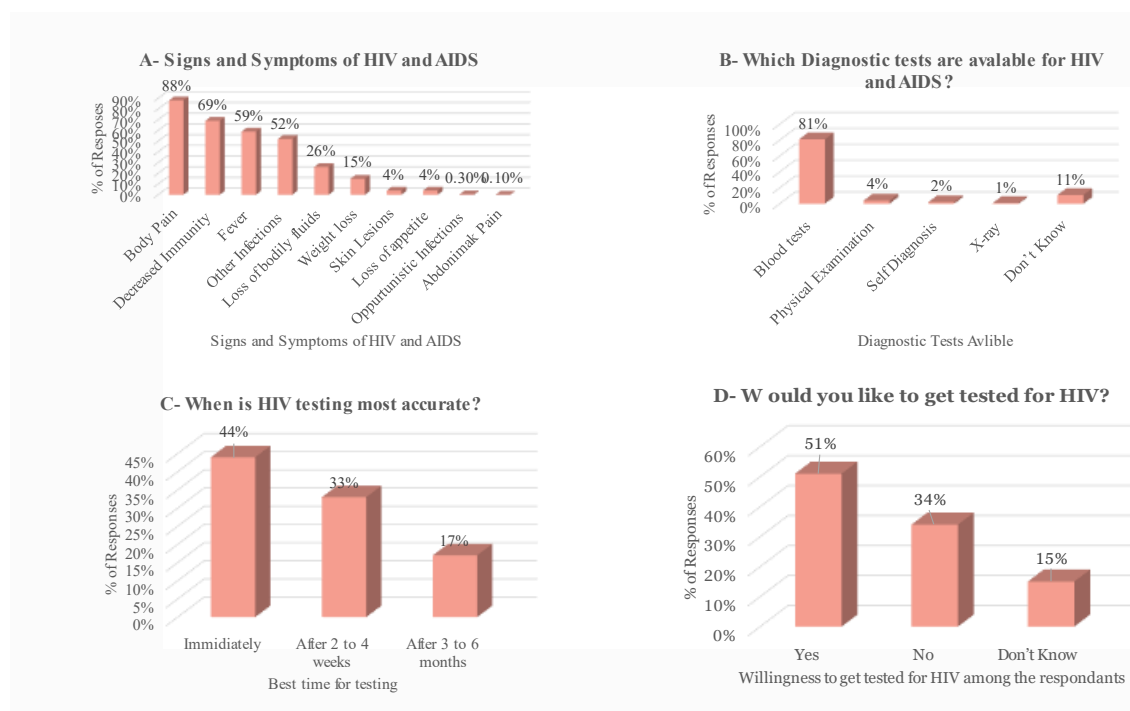 A- Signs and Symptoms of HIV and AIDS
% of Resposes
90%
80%
70%
60%
50%
40%
30%
20%
10%
0%
88%
69%
59%
52%
26%
15%
4%
4%
0.30%
0.10%
Body Pain
Decreased Immunity
Fever
Other Infections
Loss of bodily fluids
Weight loss
Skin Lesions
Loss of appetite
Oppurtunistic Infections
Abdonimak Pain
Signs and Symptoms of HIV and AIDS
B- Which Diagnostic tests are avalable for HIV
and AIDS?
% of Responses
100%
80%
60%
40%
20%
0%
81%
4%
2%
1%
11%
Blood tests
Physical Examination
Self Diagnosis
X-ray
Don't Know
Diagnostic Tests Avlible
C- When is HIV testing most accurate?
% of Responses
45%
40%
35%
30%
25%
20%
15%
10%
5%
0%
44%
33%
17%
Immidiately
After 2 to 4
weeks
After 3 to 6
months
Best time for testing
D- W ould you like to get tested for HIV?
% of Responses
60%
50%
40%
30%
20%
10%
0%
51%
34%
15%
Yes
No
Don't Know
Willingness to get tested for HIV among the respondants